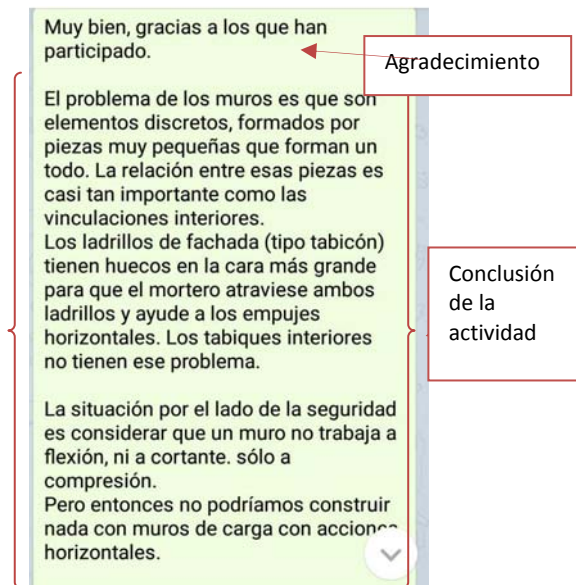 Muy bien, gracias a los que han
participado.
Agradecimiento
El problema de los muros es que son
elementos discretos, formados por
piezas muy pequeñas que forman un
todo. La relación entre esas piezas es
casi tan importante como las
vinculaciones interiores.
Los ladrillos de fachada (tipo tabicón)
tienen huecos en la cara más grande
para que el mortero atraviese ambos
ladrillos y ayude a los empujes
horizontales. Los tabiques interiores
no tienen ese problema.
La situación por el lado de la seguridad
es considerar que un muro no trabaja a
flexión, ni a cortante. sólo a
compresión.
Pero entonces no podríamos construir
nada con muros de carga con acciones
horizontales.
Conclusión
de la
actividad